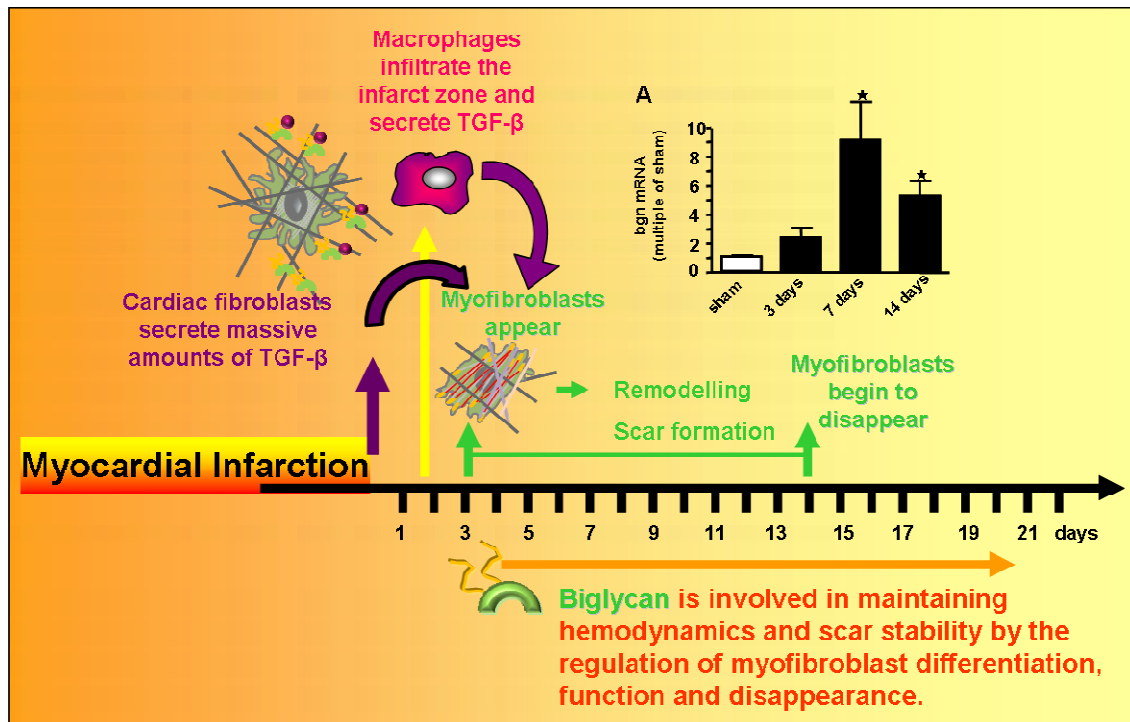 Macrophages
infiltrate the
infarct zone and
secrete TGF-β
A
bgn mRNA
(multiple of sham)
10
8
6
4
2
0
sham
3 days
7 days
14 days
Cardiac fibroblasts
secrete massive
amounts of TGF-β
Myofibroblasts
appear
Remodelling
Scar formation
Myofibroblasts
begin to
disappear
Myocardial Infarction
1 3 5 7 9 11 13 15 17 19 21 days
Biglycan is involved in maintaining
hemodynamics and scar stability by the
regulation of myofibroblast differentiation,
function and disappearance.